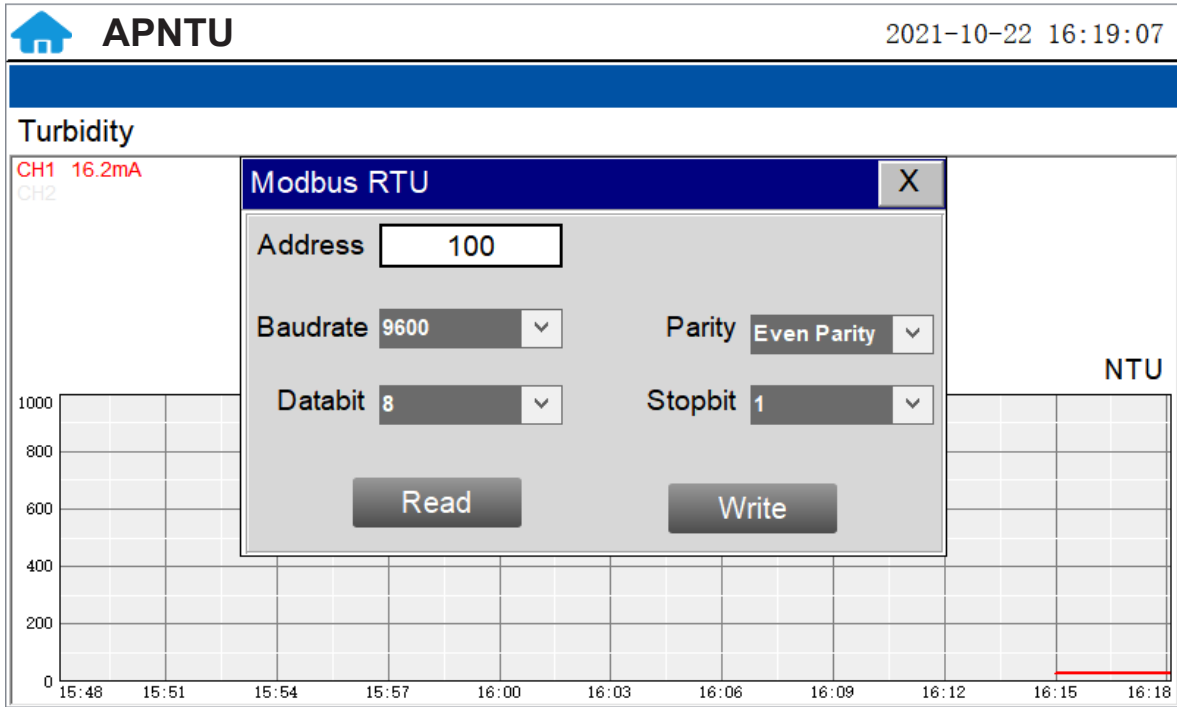 APNTU
2021-10-22 16:19:07
Turbidity
CH1 16.2mA
CH2
Modbus RTU
X
Address 100
Baudrate 9600
Parity Even Parity
Databit 8
Stopbit 1
Read
Write
NTU
1000
800
600
400
200
0
15:48 15:51 15:54 15:57 16:00 16:03 16:06 16:09 16:12 16:15 16:18